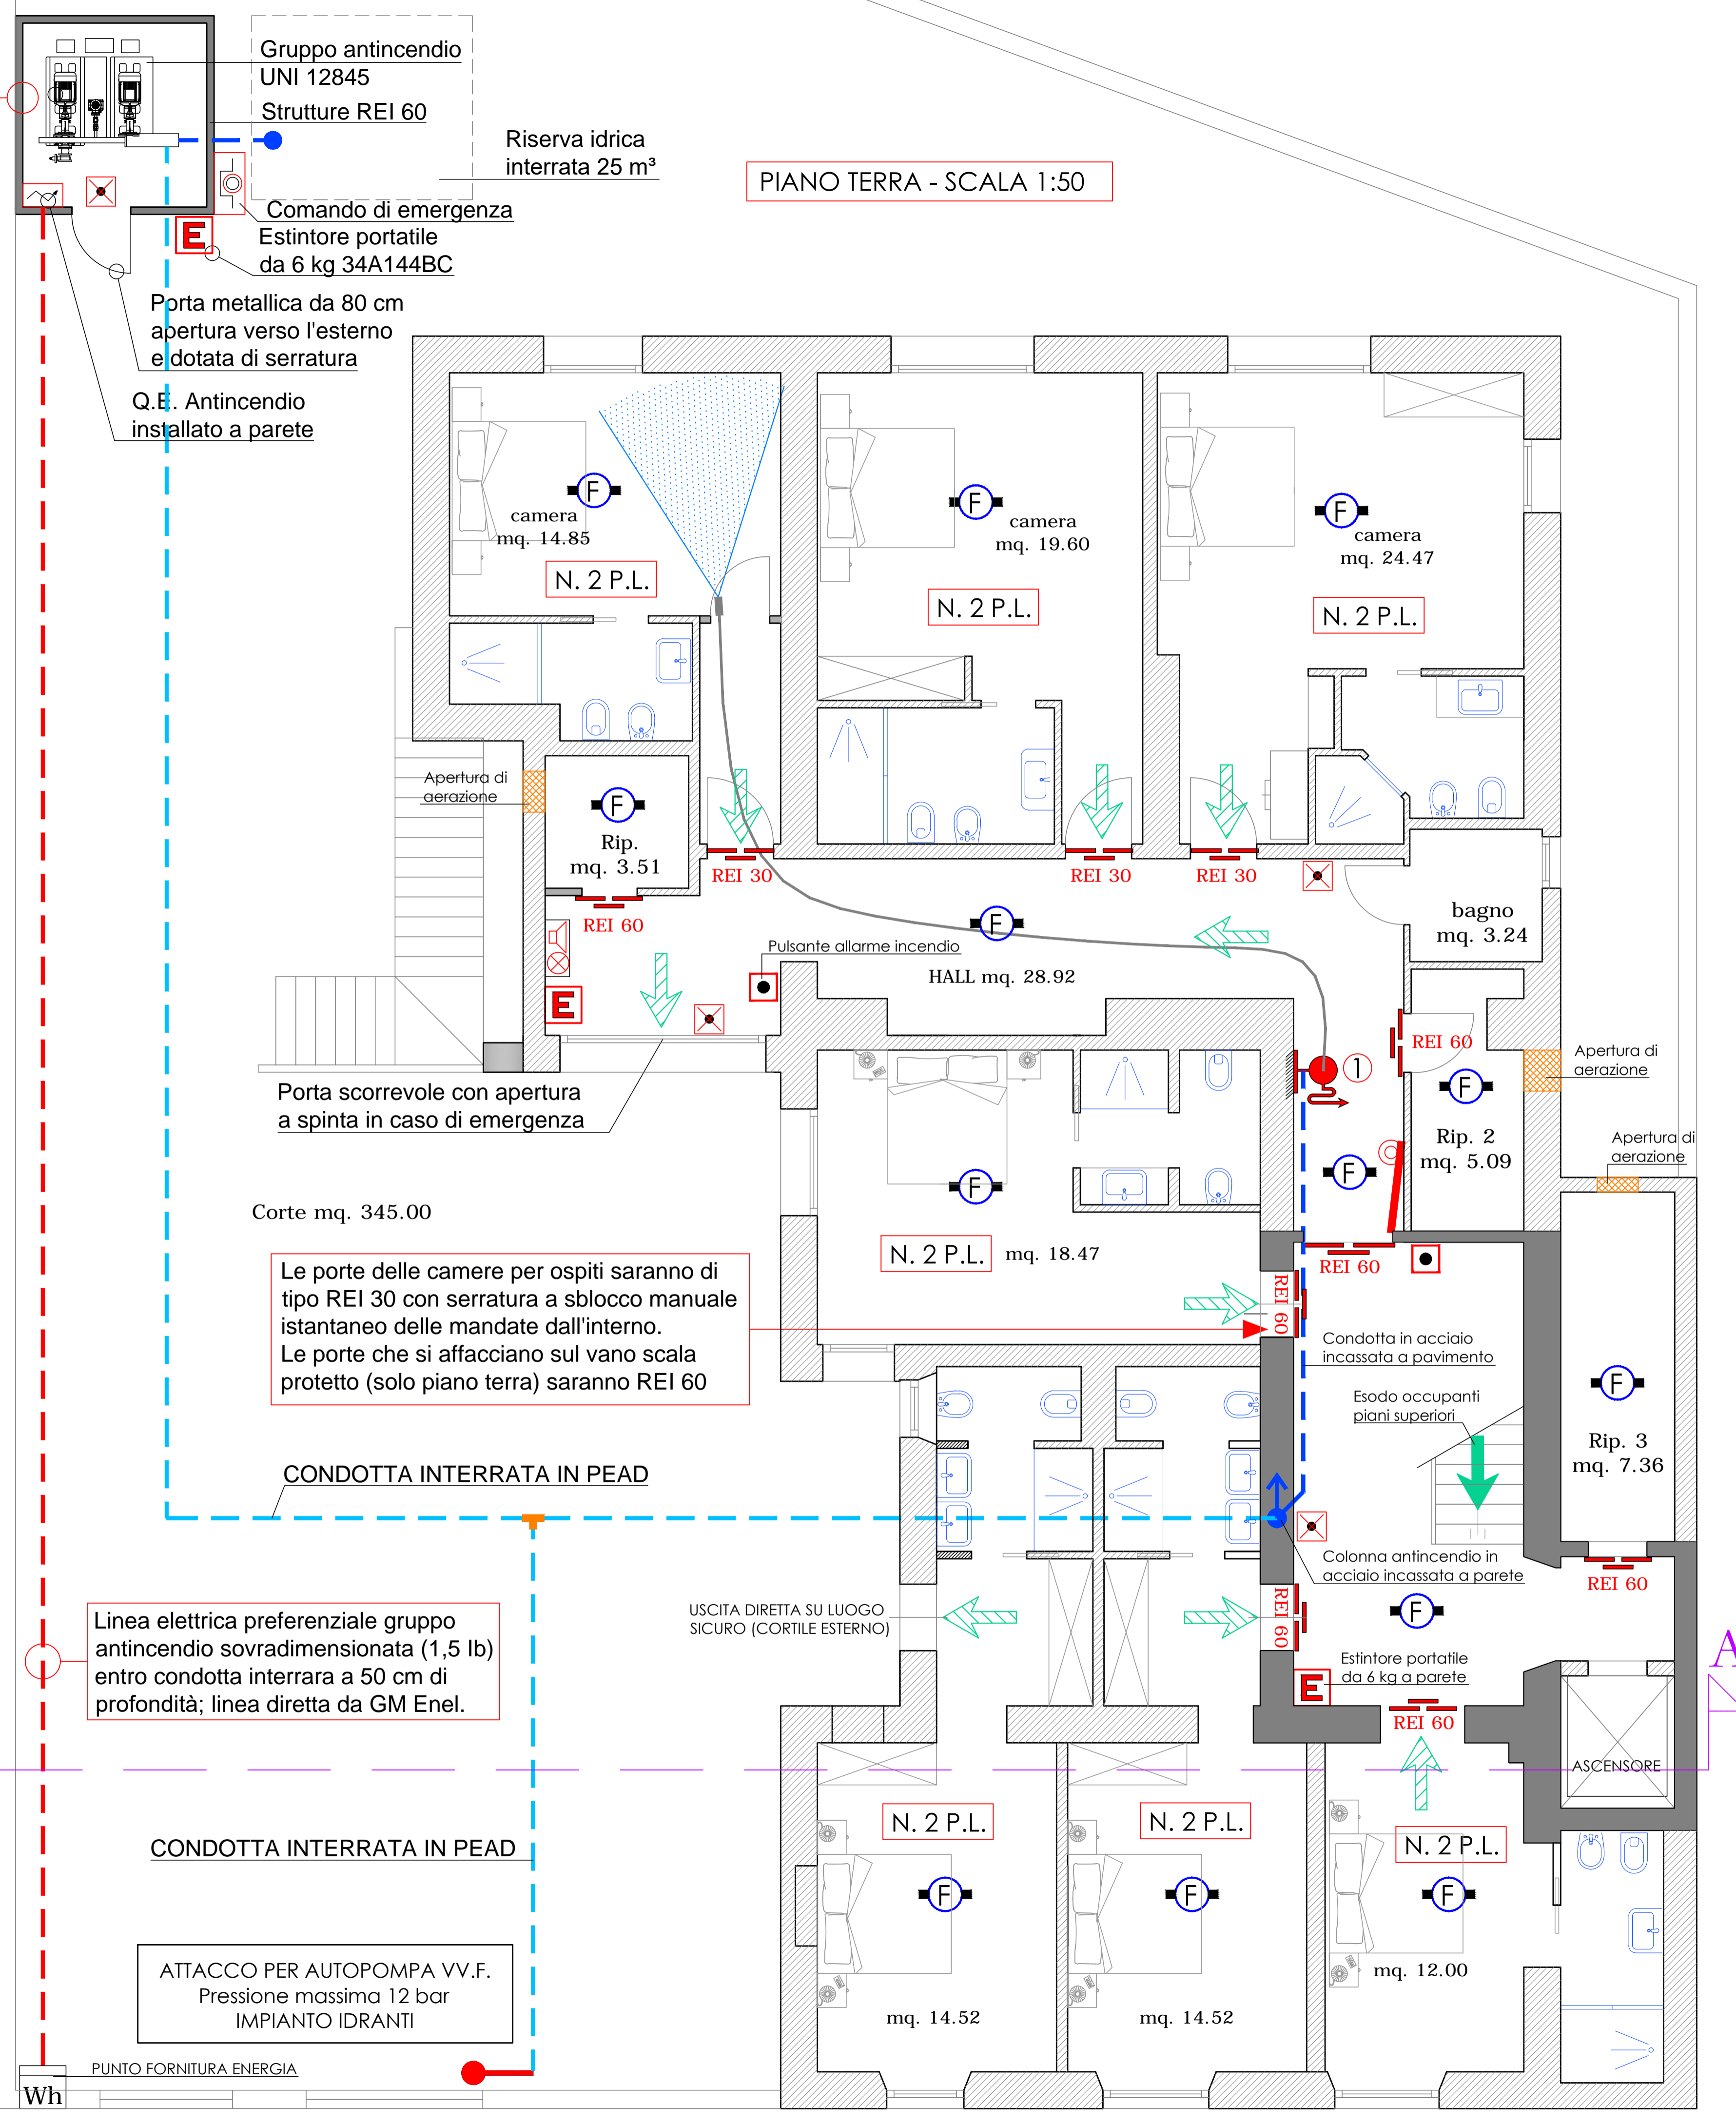 Gruppo antincendio
UNI 12845
Strutture REI 60
Riserva idrica
interrata 25 m³
PIANO TERRA - SCALA 1:50
Comando di emergenza
E
Estintore portatile
da 6 kg 34A144BC
Porta metallica da 80 cm
apertura verso l'esterno
e dotata di serratura
Q.E. Antincendio
installato a parete
F
camera
mq. 14.85
N. 2 P.L.
F
camera
mq. 19.60
N. 2 P.L.
F
camera
mq. 24.47
N. 2 P.L.
Apertura di
aerazione
F
Rip.
mq. 3.51
REI 60
REI 30
REI 30
REI 30
bagno
mq. 3.24
F
Pulsante allarme incendio
HALL mq. 28.92
E
REI 60
1
Apertura di
aerazione
Porta scorrevole con apertura
a spinta in caso di emergenza
F
Rip. 2
mq. 5.09
Apertura di
aerazione
F
F
Corte mq. 345.00
N. 2 P.L.
mq. 18.47
REI 60
Le porte delle camere per ospiti saranno di
tipo REI 30 con serratura a sblocco manuale
istantaneo delle mandate dall'interno.
Le porte che si affacciano sul vano scala
protetto (solo piano terra) saranno REI 60
REI 60
Condotta in acciaio
incassata a pavimento
Esodo occupanti
piani superiori
F
Rip. 3
mq. 7.36
CONDOTTA INTERRATA IN PEAD
Colonna antincendio in
acciaio incassata a parete
REI 60
USCITA DIRETTA SU LUOGO
SICURO (CORTILE ESTERNO)
REI 60
F
Linea elettrica preferenziale gruppo
antincendio sovradimensionata (1,5 Ib)
entro condotta interrara a 50 cm di
profondità; linea diretta da GM Enel.
Estintore portatile
da 6 kg a parete
E
REI 60
A
ASCENSORE
N. 2 P.L.
N. 2 P.L.
N. 2 P.L.
CONDOTTA INTERRATA IN PEAD
F
F
F
ATTACCO PER AUTOPOMPA VV.F.
Pressione massima 12 bar
IMPIANTO IDRANTI
mq. 12.00
mq. 14.52
mq. 14.52
PUNTO FORNITURA ENERGIA
Wh